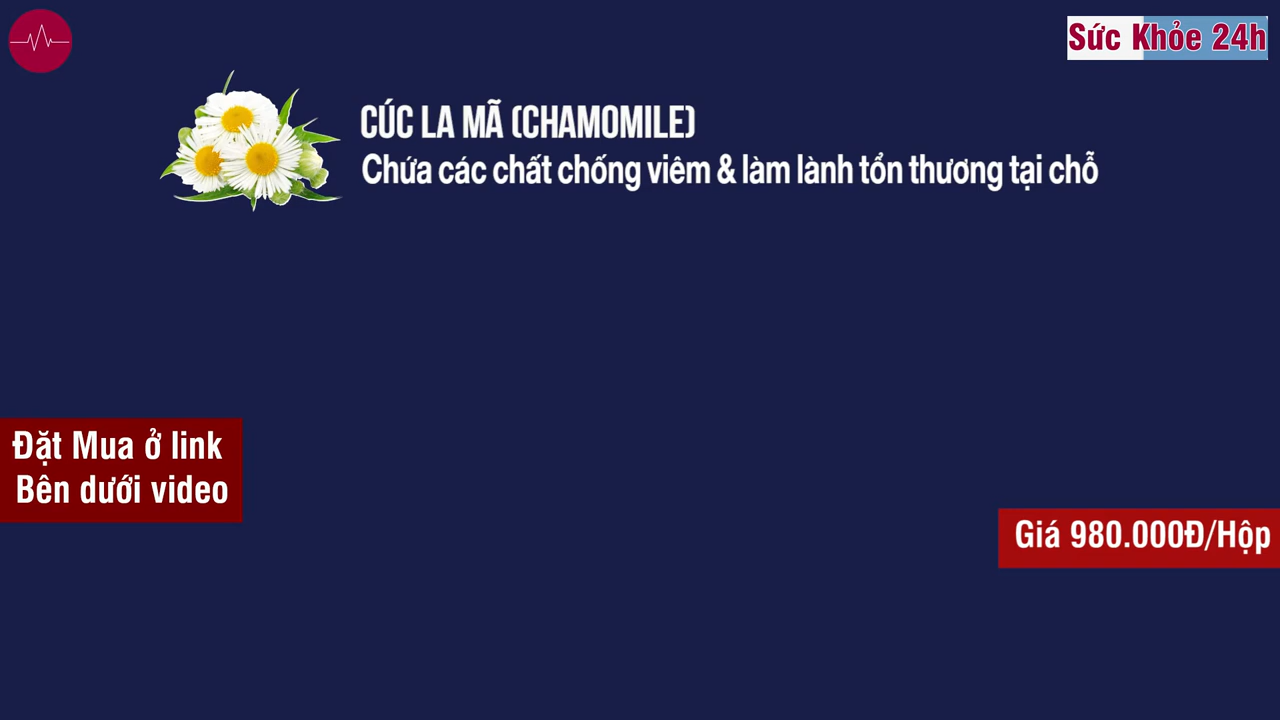 Sức Khỏe 24h
CÚC LA MÃ (CHAMOMILE)
Chứa các chất chống viêm & làm lành tổn thương tại chỗ
Đặt Mua ở link
Bên dưới video
Giá 980.000Đ/Hộp